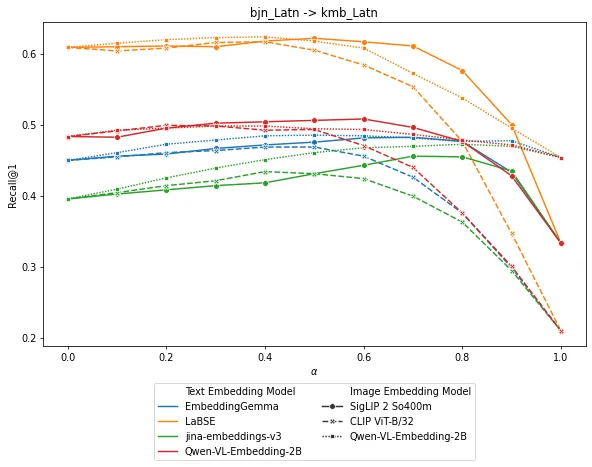 bjn_Latn -> kmb_Latn
Recall@1
0.6
0.5
0.4
0.3
0.2
0.0 0.2 0.4 0.6 0.8 1.0
α
Text Embedding Model Image Embedding Model
EmbeddingGemma SigLIP 2 So400m
LaBSE CLIP ViT-B/32
jina-embeddings-v3 Qwen-VL-Embedding-2B
Qwen-VL-Embedding-2B